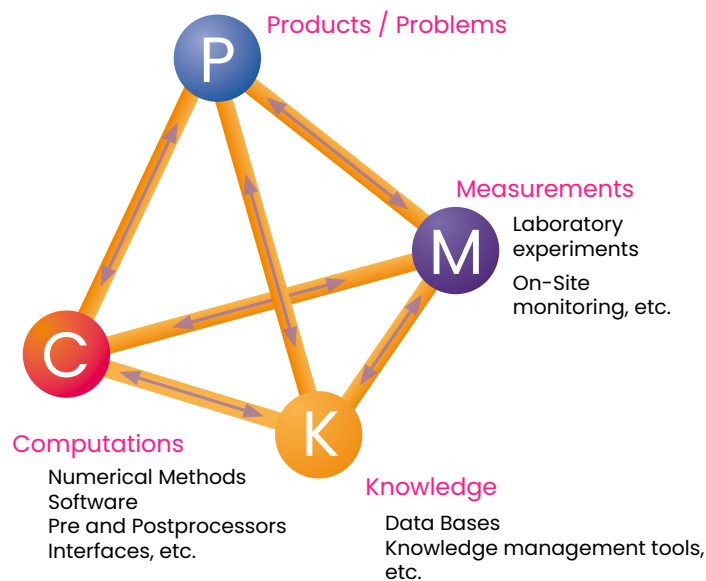 P
Products / Problems
Measurements
M
Laboratory
experiments
On-Site
monitoring, etc.
C
K
Computations
Numerical Methods
Software
Pre and Postprocessors
Interfaces, etc.
Knowledge
Data Bases
Knowledge management tools,
etc.